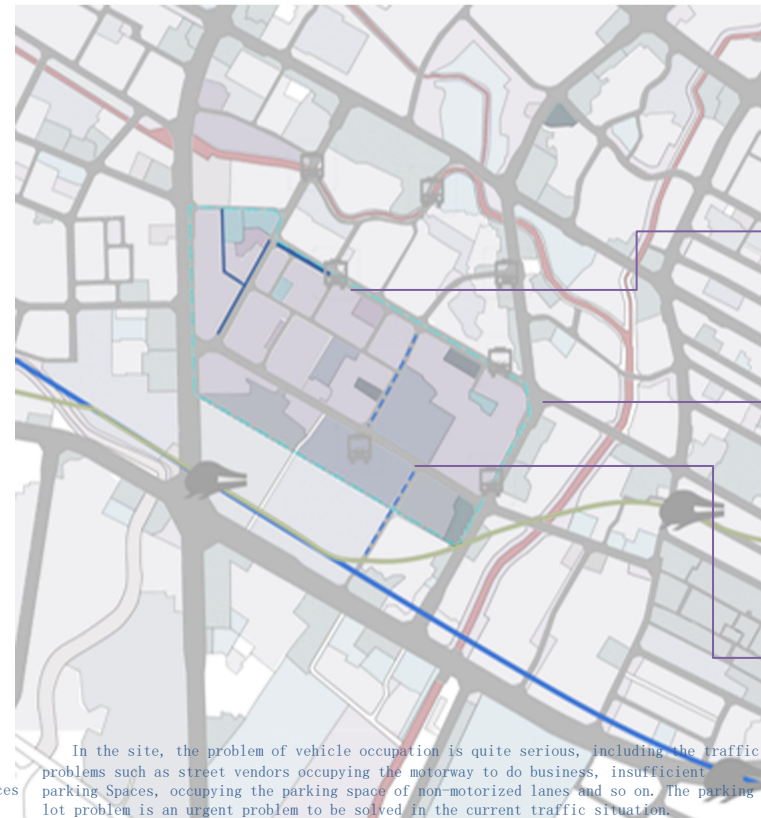 In the site, the problem of vehicle occupation is quite serious, including the traffic
problems such as street vendors occupying the motorway to do business, insufficient
ces parking Spaces, occupying the parking space of non-motorized lanes and so on. The parking
lot problem is an urgent problem to be solved in the current traffic situation.